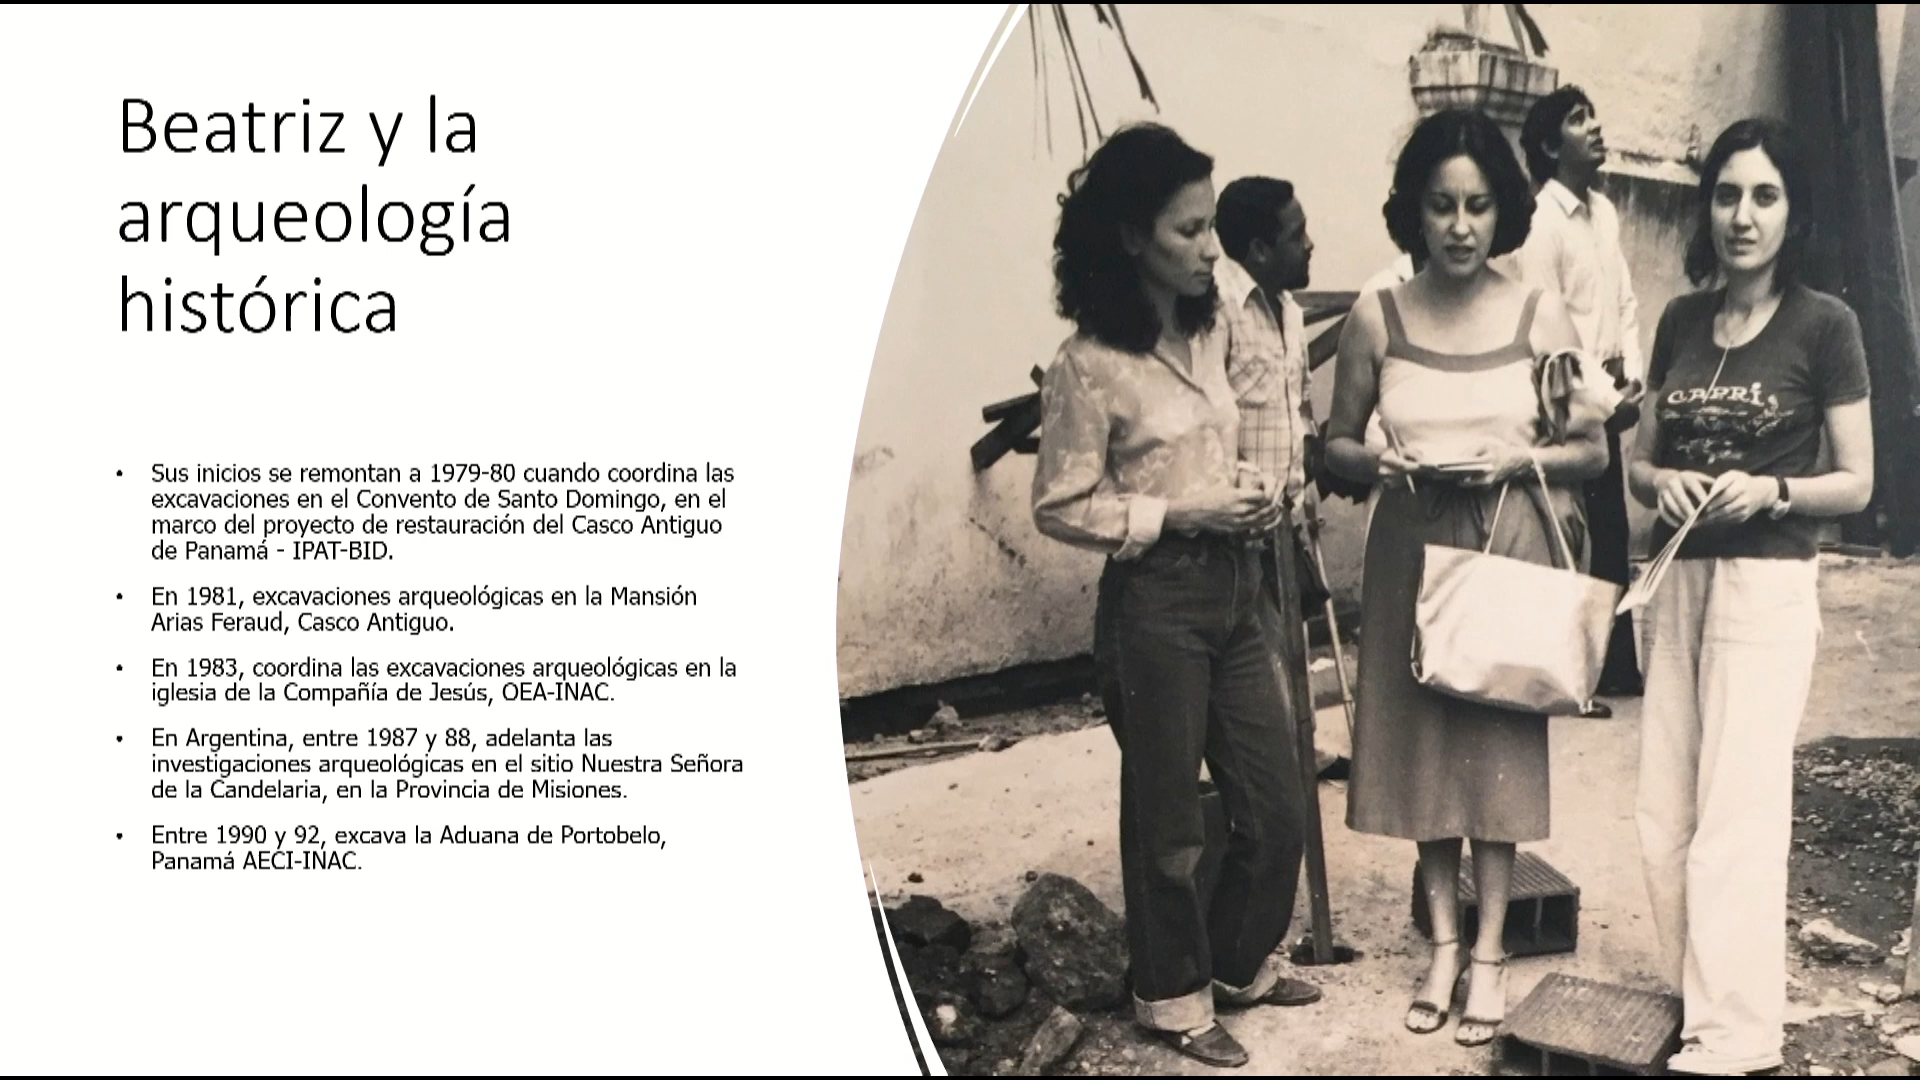 Beatriz y la
arqueología
histórica
• Sus inicios se remontan a 1979-80 cuando coordina las
excavaciones en el Convento de Santo Domingo, en el
marco del proyecto de restauración del Casco Antiguo
de Panamá - IPAT-BID.
• En 1981, excavaciones arqueológicas en la Mansión
Arias Feraud, Casco Antiguo.
• En 1983, coordina las excavaciones arqueológicas en la
iglesia de la Compañía de Jesús, OEA-INAC.
• En Argentina, entre 1987 y 88, adelanta las
investigaciones arqueológicas en el sitio Nuestra Señora
de la Candelaria, en la Provincia de Misiones.
• Entre 1990 y 92, excava la Aduana de Portobelo,
Panamá AECI-INAC.
CAPRI